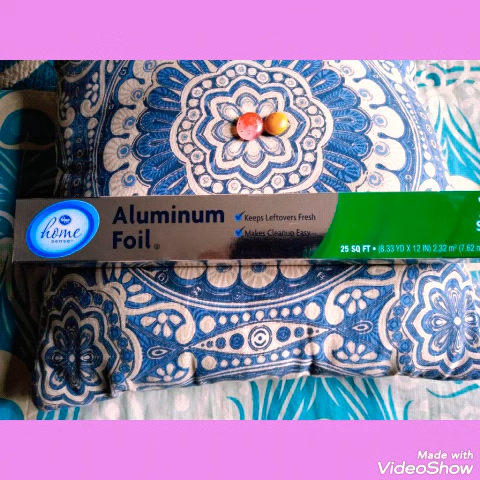 Kroger
home
SENSE
Aluminum
Foil
✓Keeps Leftovers Fresh
✓Makes Cleanup Easy
25 SQ FT • (8.33 YD X 12 IN) 2.32 m² (7.62 m
S
Made with
VideoShow